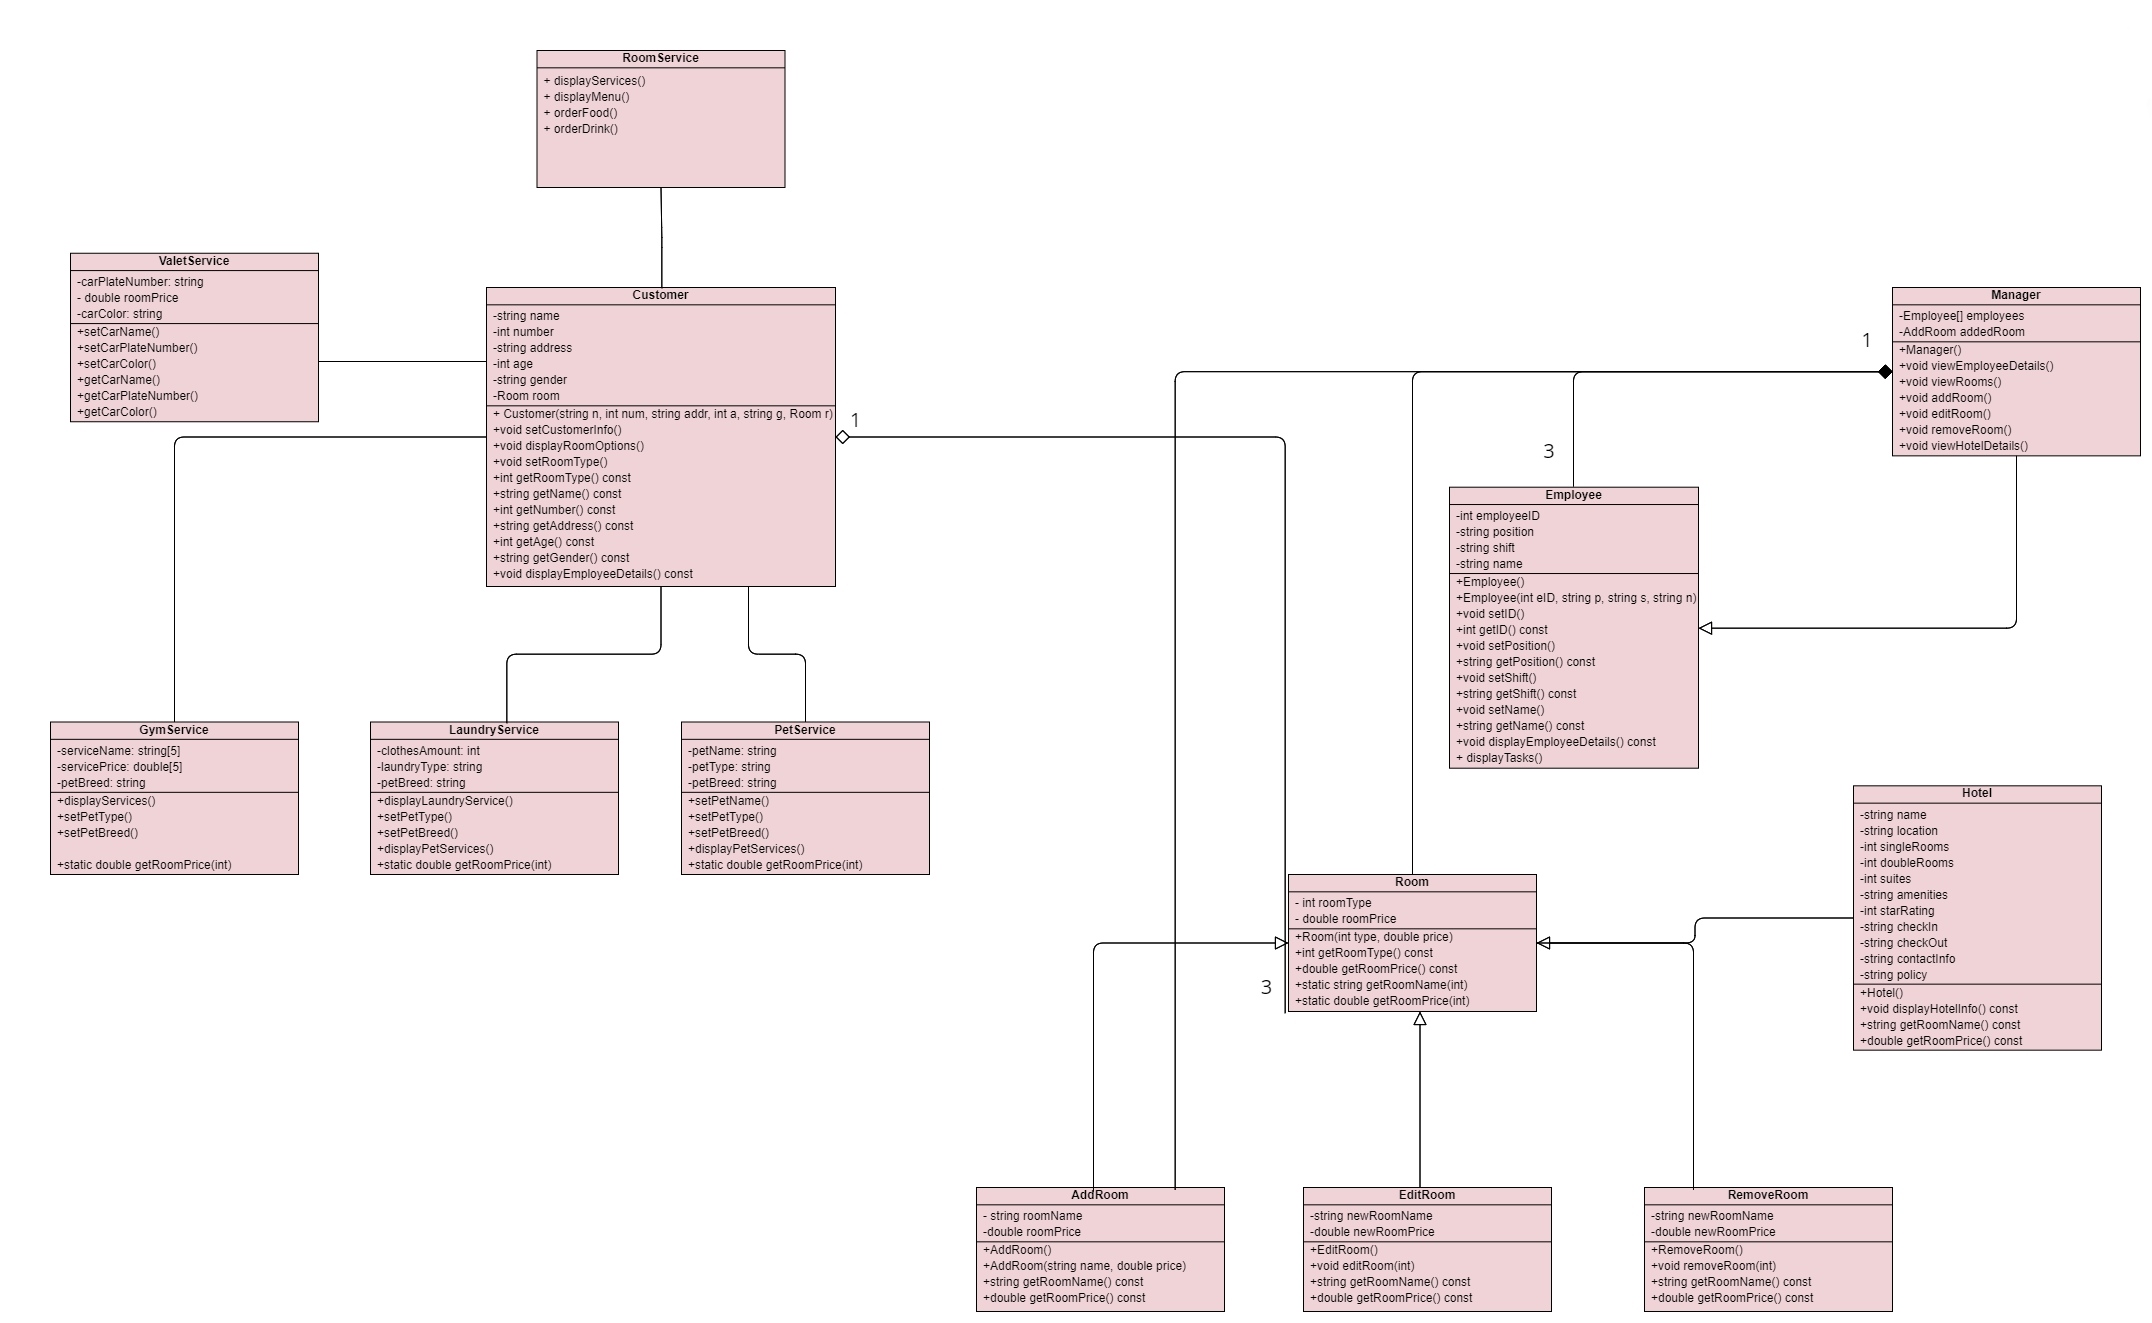 RoomService
+ displayServices()
+ displayMenu()
+ orderFood()
+ orderDrink()
ValetService
-carPlateNumber: string
- double roomPrice
-carColor: string
+setCarName()
+setCarPlateNumber()
+setCarColor()
+getCarName()
+getCarPlateNumber()
+getCarColor()
Customer
-string name
-int number
-string address
-int age
-string gender
-Room room
+ Customer(string n, int num, string addr, int a, string g, Room r)
+void setCustomerInfo()
+void displayRoomOptions()
+void setRoomType()
+int getRoomType() const
+string getName() const
+int getNumber() const
+string getAddress() const
+int getAge() const
+string getGender() const
+void displayEmployeeDetails() const
1
Manager
-Employee[] employees
-AddRoom addedRoom
+Manager()
+void viewEmployeeDetails()
+void viewRooms()
+void addRoom()
+void editRoom()
+void removeRoom()
+void viewHotelDetails()
1
3
Employee
-int employeeID
-string position
-string shift
-string name
+Employee()
+Employee(int eID, string p, string s, string n)
+void setID()
+int getID() const
+void setPosition()
+string getPosition() const
+void setShift()
+string getShift() const
+void setName()
+string getName() const
+void displayEmployeeDetails() const
+ displayTasks()
GymService
-serviceName: string[5]
-servicePrice: double[5]
-petBreed: string
+displayServices()
+setPetType()
+setPetBreed()
+static double getRoomPrice(int)
LaundryService
-clothesAmount: int
-laundryType: string
-petBreed: string
+displayLaundryService()
+setPetType()
+setPetBreed()
+displayPetServices()
+static double getRoomPrice(int)
PetService
-petName: string
-petType: string
-petBreed: string
+setPetName()
+setPetType()
+setPetBreed()
+displayPetServices()
+static double getRoomPrice(int)
Room
- int roomType
- double roomPrice
+Room(int type, double price)
+int getRoomType() const
+double getRoomPrice() const
+static string getRoomName(int)
+static double getRoomPrice(int)
3
Hotel
-string name
-string location
-int singleRooms
-int doubleRooms
-int suites
-string amenities
-int starRating
-string checkIn
-string checkOut
-string contactInfo
-string policy
+Hotel()
+void displayHotelInfo() const
+string getRoomName() const
+double getRoomPrice() const
AddRoom
- string roomName
-double roomPrice
+AddRoom()
+AddRoom(string name, double price)
+string getRoomName() const
+double getRoomPrice() const
EditRoom
-string newRoomName
-double newRoomPrice
+EditRoom()
+void editRoom(int)
+string getRoomName() const
+double getRoomPrice() const
RemoveRoom
-string newRoomName
-double newRoomPrice
+RemoveRoom()
+void removeRoom(int)
+string getRoomName() const
+double getRoomPrice() const